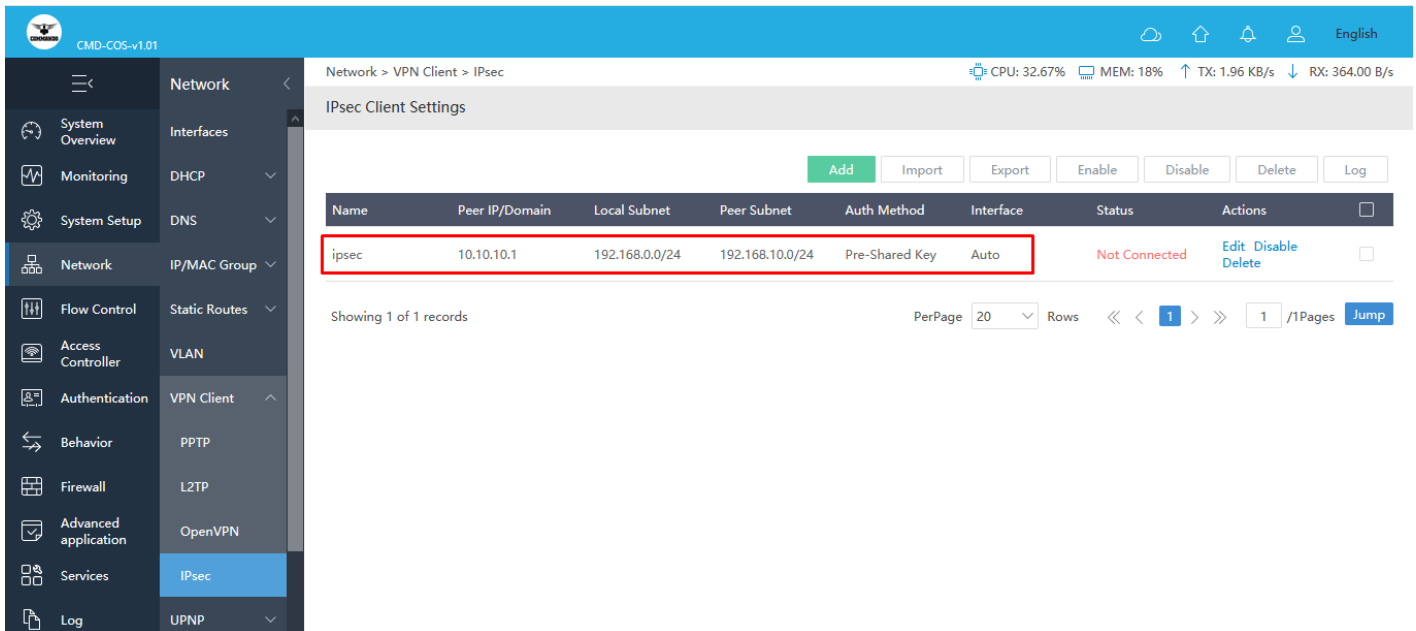 COMMANDO
CMD-COS-v1.01
English
Network
Network > VPN Client > IPsec
CPU: 32.67% MEM: 18% TX: 1.96 KB/s RX: 364.00 B/s
IPsec Client Settings
System Overview
Monitoring
System Setup
Network
Flow Control
Access Controller
Authentication
Behavior
Firewall
Advanced application
Services
Log
Interfaces
DHCP
DNS
IP/MAC Group
Static Routes
VLAN
VPN Client
PPTP
L2TP
OpenVPN
IPsec
UPNP
Add Import Export Enable Disable Delete Log
Name Peer IP/Domain Local Subnet Peer Subnet Auth Method Interface Status Actions
ipsec 10.10.10.1 192.168.0.0/24 192.168.10.0/24 Pre-Shared Key Auto Not Connected Edit Disable Delete
Showing 1 of 1 records PerPage 20 Rows 1 1 /1Pages Jump